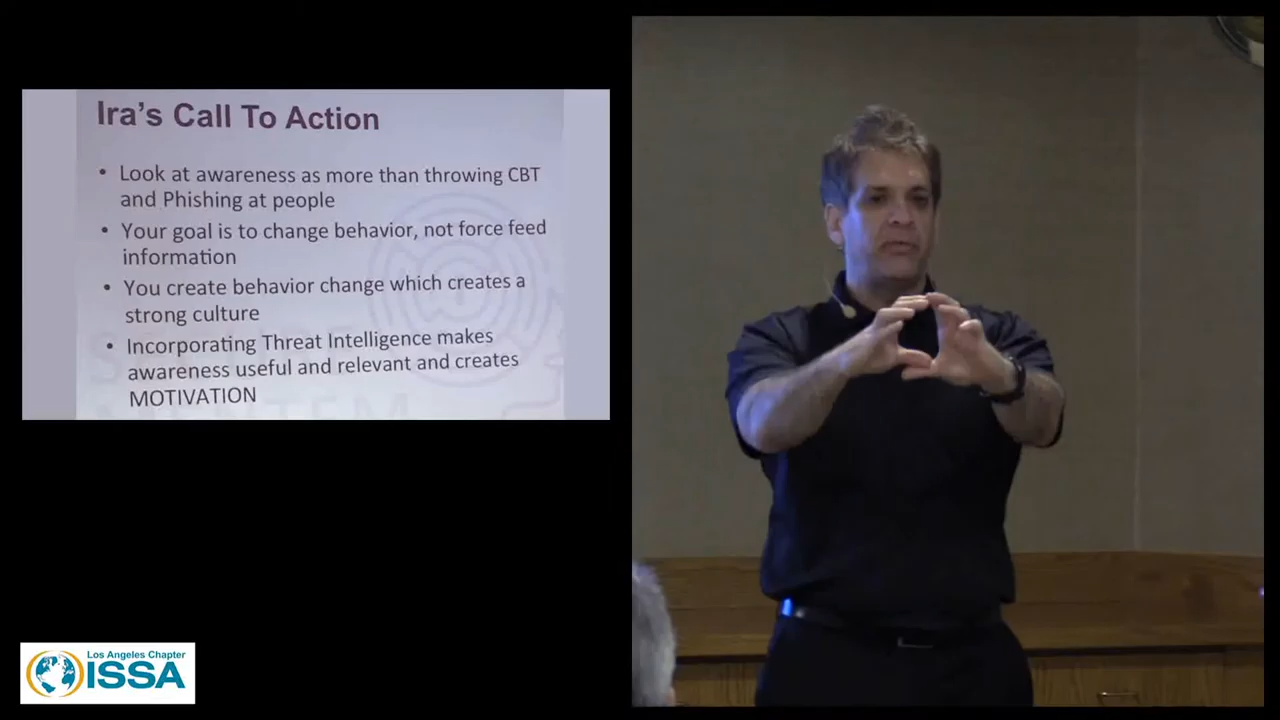 Ira's Call To Action
• Look at awareness as more than throwing CBT
and Phishing at people
• Your goal is to change behavior, not force feed
information
• You create behavior change which creates a
strong culture
• Incorporating Threat Intelligence makes
awareness useful and relevant and creates
MOTIVATION
Los Angeles Chapter
ISSA